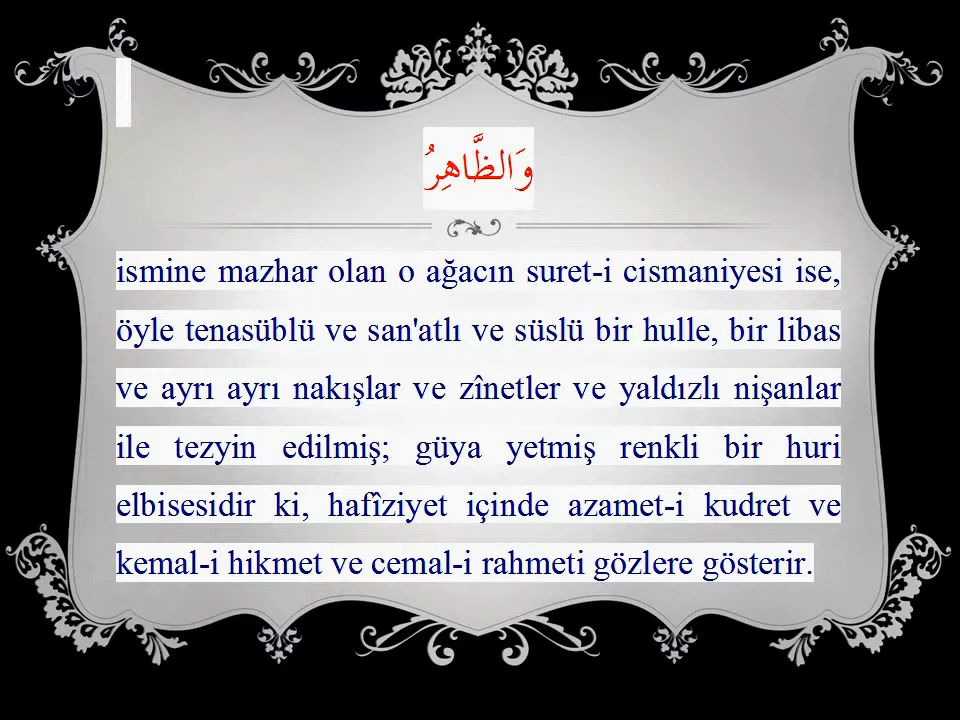 وَالظَّاهِرُ
ismine mazhar olan o ağacın suret-i cismaniyesi ise,
öyle tenasüblü ve san'atlı ve süslü bir hulle, bir libas
ve ayrı ayrı nakışlar ve zînetler ve yaldızlı nişanlar
ile tezyin edilmiş; güya yetmiş renkli bir huri
elbisesidir ki, hafîziyet içinde azamet-i kudret ve
kemal-i hikmet ve cemal-i rahmeti gözlere gösterir.